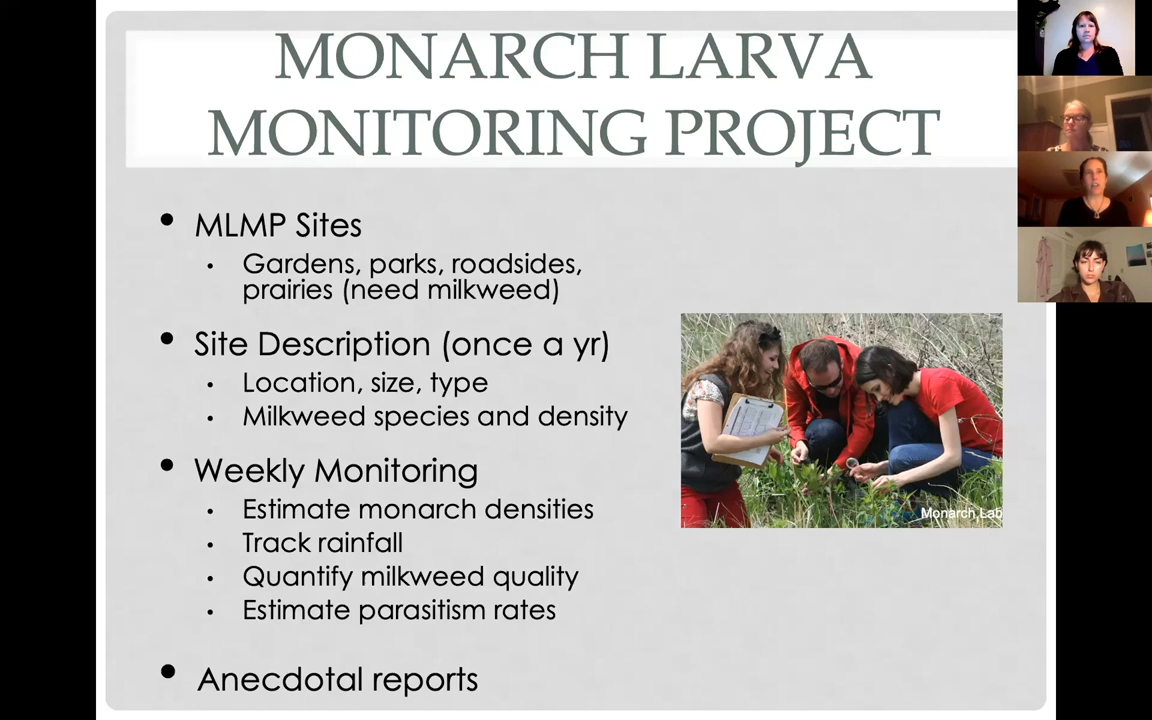 MONARCH LARVA
MONITORING PROJECT
• MLMP Sites
• Gardens, parks, roadsides,
prairies (need milkweed)
• Site Description (once a yr)
• Location, size, type
• Milkweed species and density
• Weekly Monitoring
• Estimate monarch densities
• Track rainfall
• Quantify milkweed quality
• Estimate parasitism rates
• Anecdotal reports
Monarch Lab